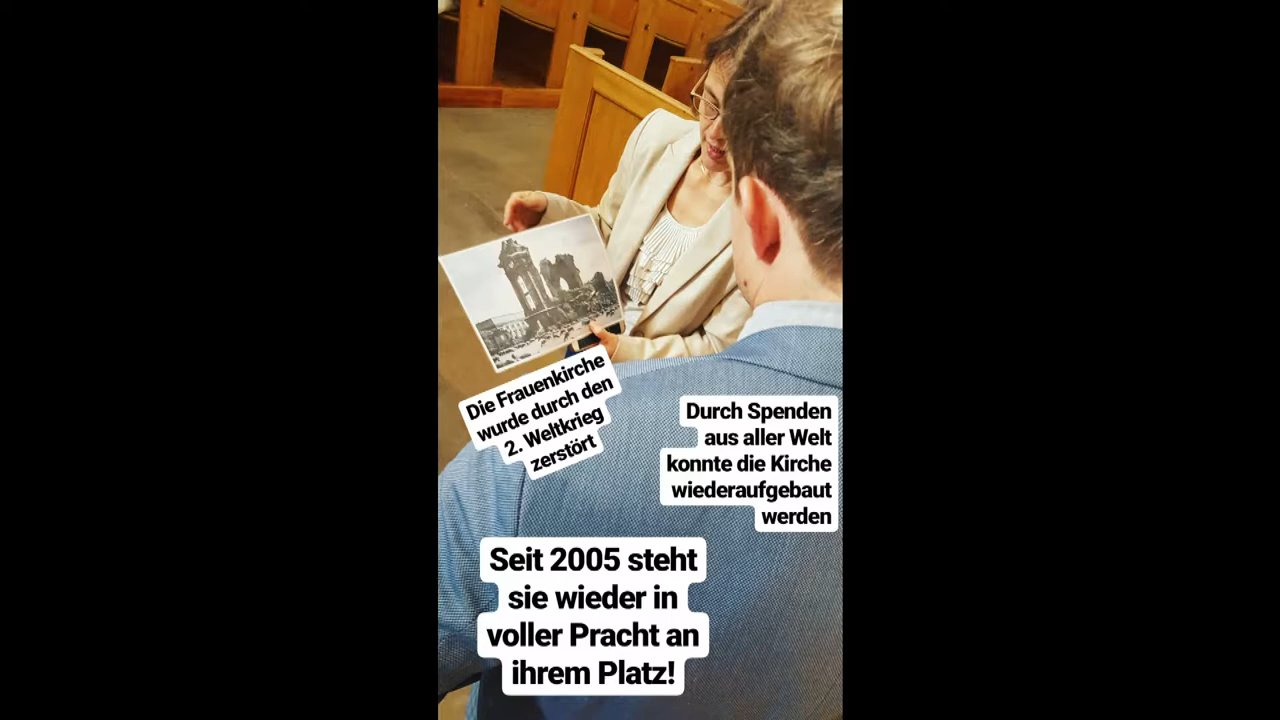 Die Frauenkirche
wurde durch den
2. Weltkrieg
zerstört
Durch Spenden
aus aller Welt
konnte die Kirche
wiederaufgebaut
werden
Seit 2005 steht
sie wieder in
voller Pracht an
ihrem Platz!